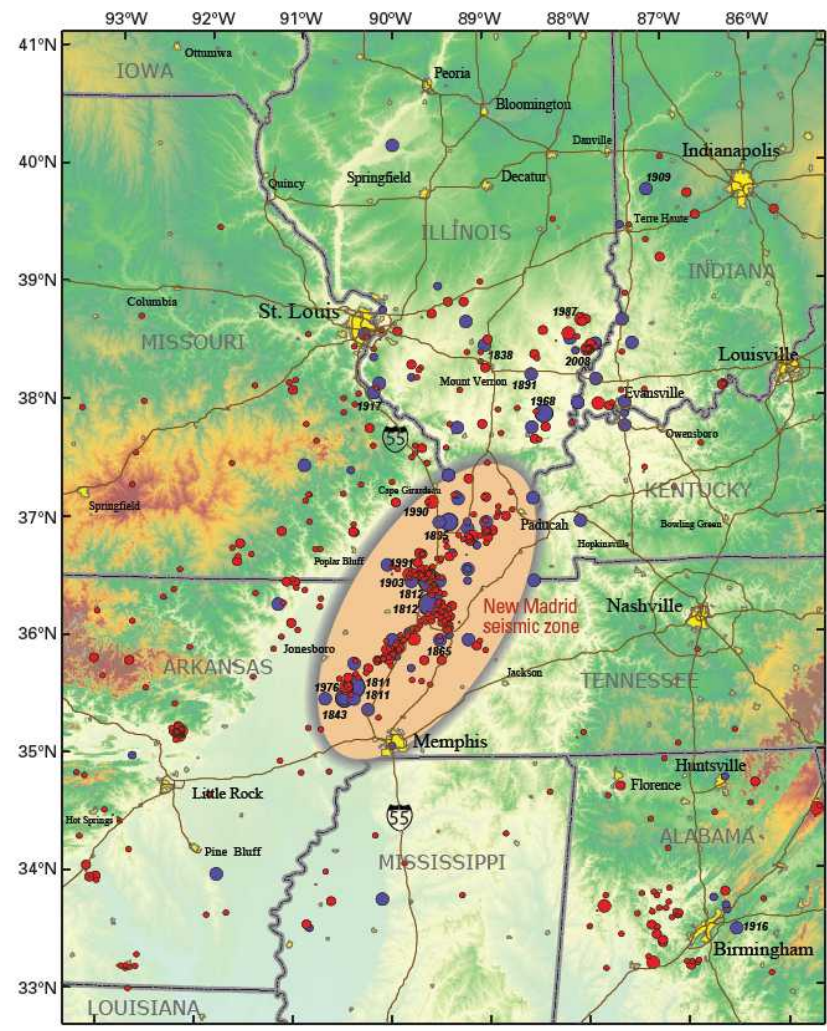 93°W 92°W 91°W 90°W 89°W 88°W 87°W 86°W
41°N
Ottumwa
IOWA
Peoria
Bloomington
Danville
40°N
Indianapolis
Springfield
Decatur
1909
Quincy
Terre Haute
ILLINOIS
INDIANA
39°N
Columbia
St. Louis
1987
MISSOURI
1838
2008
Louisville
Mount Vernon
1891
38°N
Evansville
1917
1968
55
Owensboro
KENTUCKY
Springfield
Cape Girardeau
1990
37°N
Paducah
Bowling Green
1895
Hopkinsville
Poplar Bluff
1991
1903
1812
1812
New Madrid
seismic zone
Nashville
36°N
Jonesboro
1865
ARKANSAS
Jackson
TENNESSEE
1976
1811
1811
1843
35°N
Memphis
Huntsville
Little Rock
Florence
Hot Springs
55
ALABAMA
Pine Bluff
MISSISSIPPI
34°N
1916
Birmingham
33°N
LOUISIANA